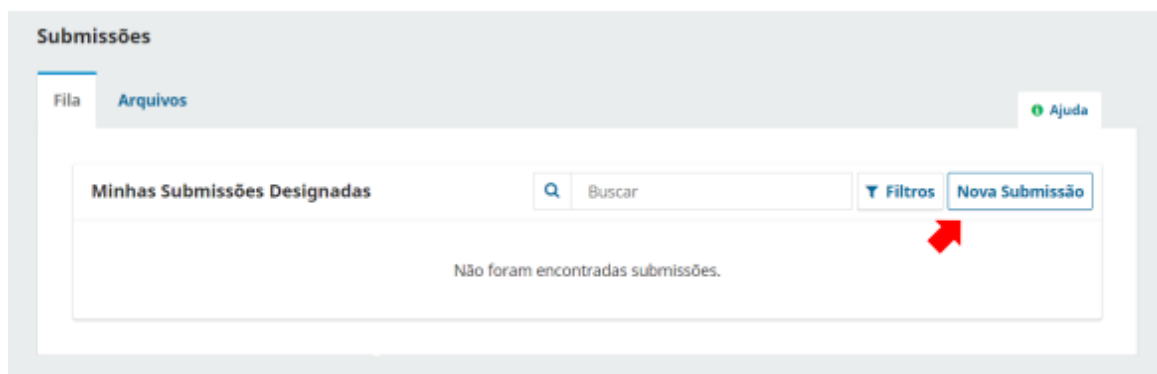 Submissões
Fila Arquivos
Ajuda
Minhas Submissões Designadas Buscar Filtros Nova Submissão
Não foram encontradas submissões.